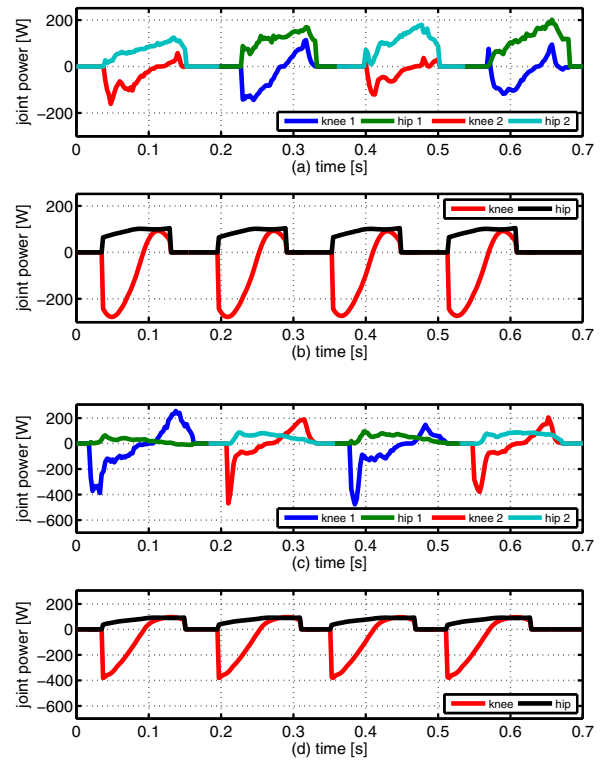 joint power [W]
200
0
−200
knee 1 hip 1 knee 2 hip 2
0 0.1 0.2 0.3 0.4 0.5 0.6 0.7
(a) time [s]
joint power [W]
200
0
−200
knee
hip
0 0.1 0.2 0.3 0.4 0.5 0.6 0.7
(b) time [s]
joint power [W]
200
0
−200
−400
−600
knee 1 hip 1 knee 2 hip 2
0 0.1 0.2 0.3 0.4 0.5 0.6 0.7
(c) time [s]
joint power [W]
200
0
−200
−400
−600
knee hip
0 0.1 0.2 0.3 0.4 0.5 0.6 0.7
(d) time [s]